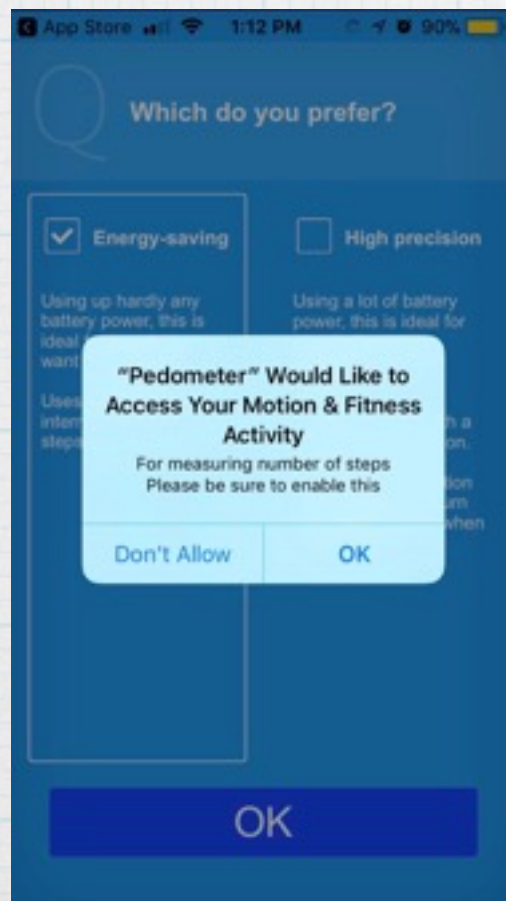 App Store 1:12 PM 90%
Q Which do you prefer?
Energy-saving
Using up hardly any
battery power, this is
ideal
want
Uses
steps
High precision
Using a lot of battery
power, this is ideal for
h a
on.
when
"Pedometer" Would Like to
Access Your Motion & Fitness
Activity
For measuring number of steps
Please be sure to enable this
Don't Allow OK
OK